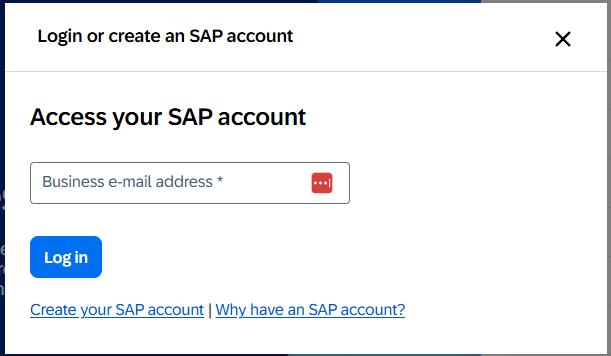 Login or create an SAP account
Access your SAP account
Business e-mail address *
Log in
Create your SAP account | Why have an SAP account?